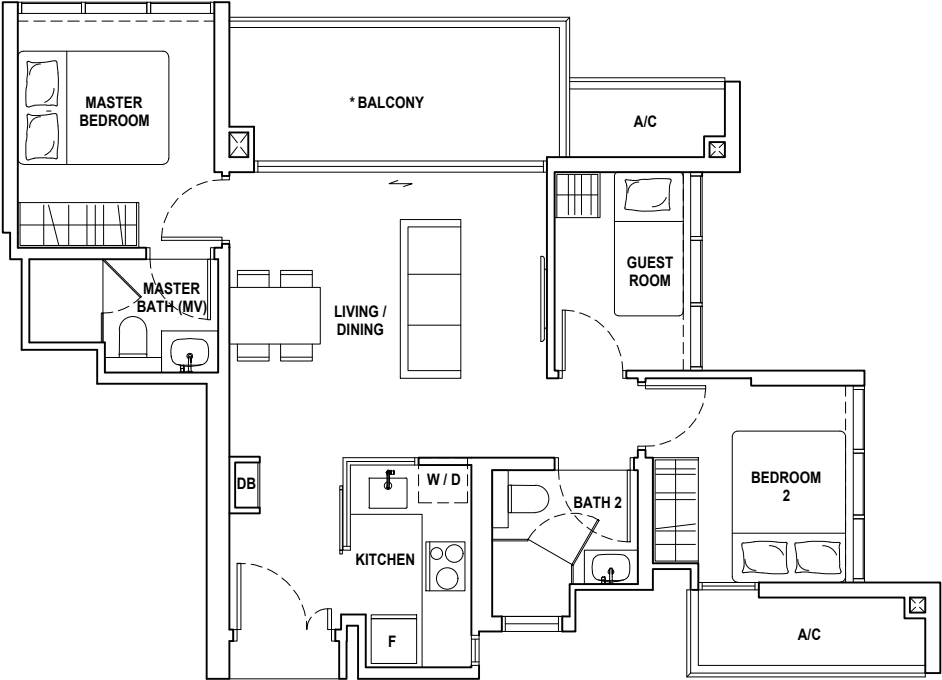 MASTER
BEDROOM
* BALCONY
A/C
GUEST
ROOM
MASTER
BATH (MV)
LIVING /
DINING
DB
W / D
BATH 2
BEDROOM
2
KITCHEN
F
A/C